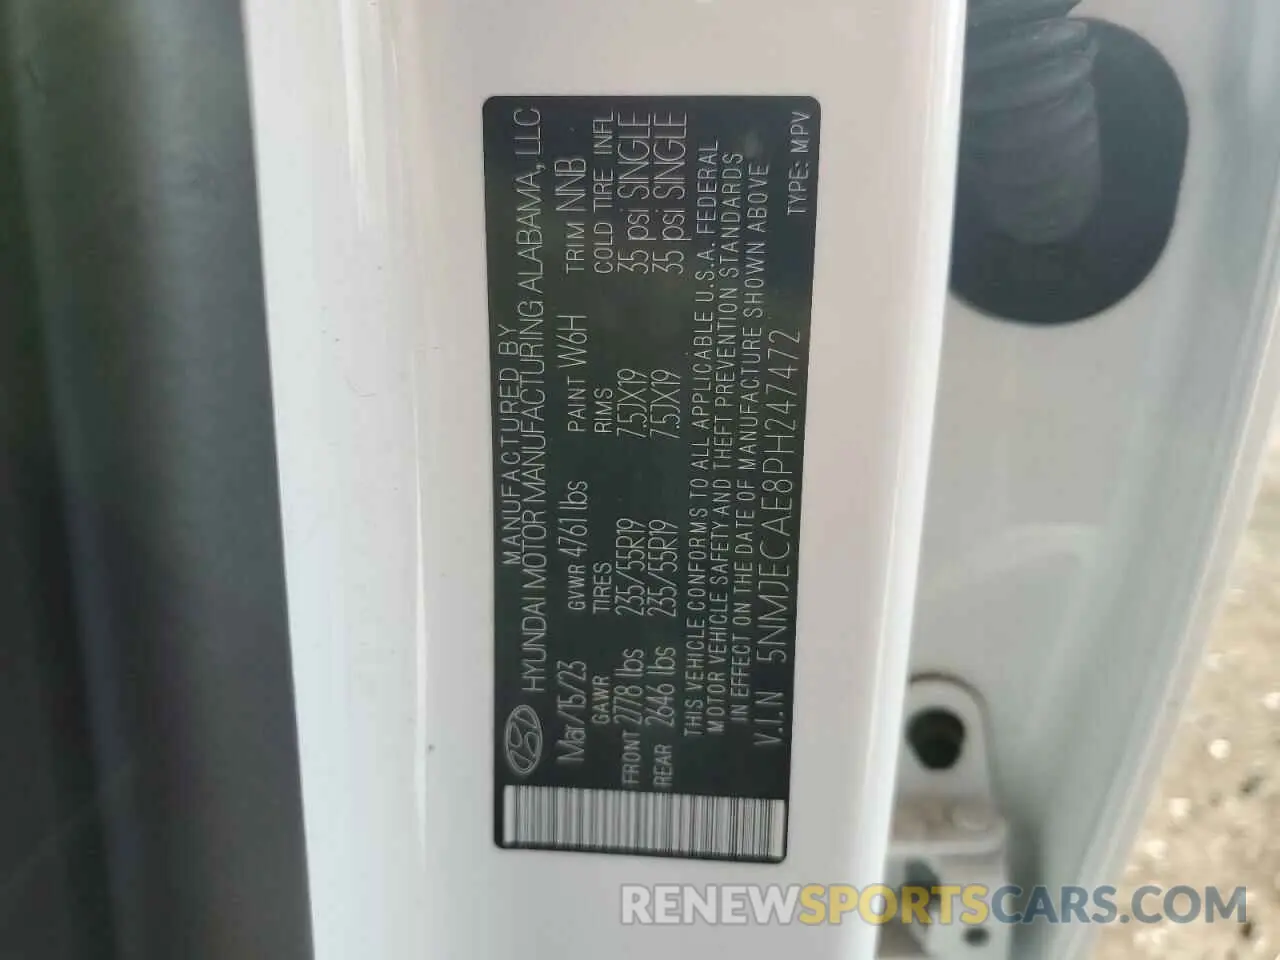 MANUFACTURED BY
HYUNDAI MOTOR MANUFACTURING ALABAMA, LLC
Mar/15/23 GVWR 4761 lbs PAINT W6H TRIM NNB
GAWR TIRES RIMS COLD TIRE INFL
FRONT 2778 lbs 235/55R19 7.5JX19 35 psi SINGLE
REAR 2646 lbs 235/55R19 7.5JX19 35 psi SINGLE
THIS VEHICLE CONFORMS TO ALL APPLICABLE U.S.A. FEDERAL
MOTOR VEHICLE SAFETY AND THEFT PREVENTION STANDARDS
IN EFFECT ON THE DATE OF MANUFACTURE SHOWN ABOVE
V.I.N 5NMJECAE8PH247472 TYPE: MPV
RENEWSPORTSCARS.COM